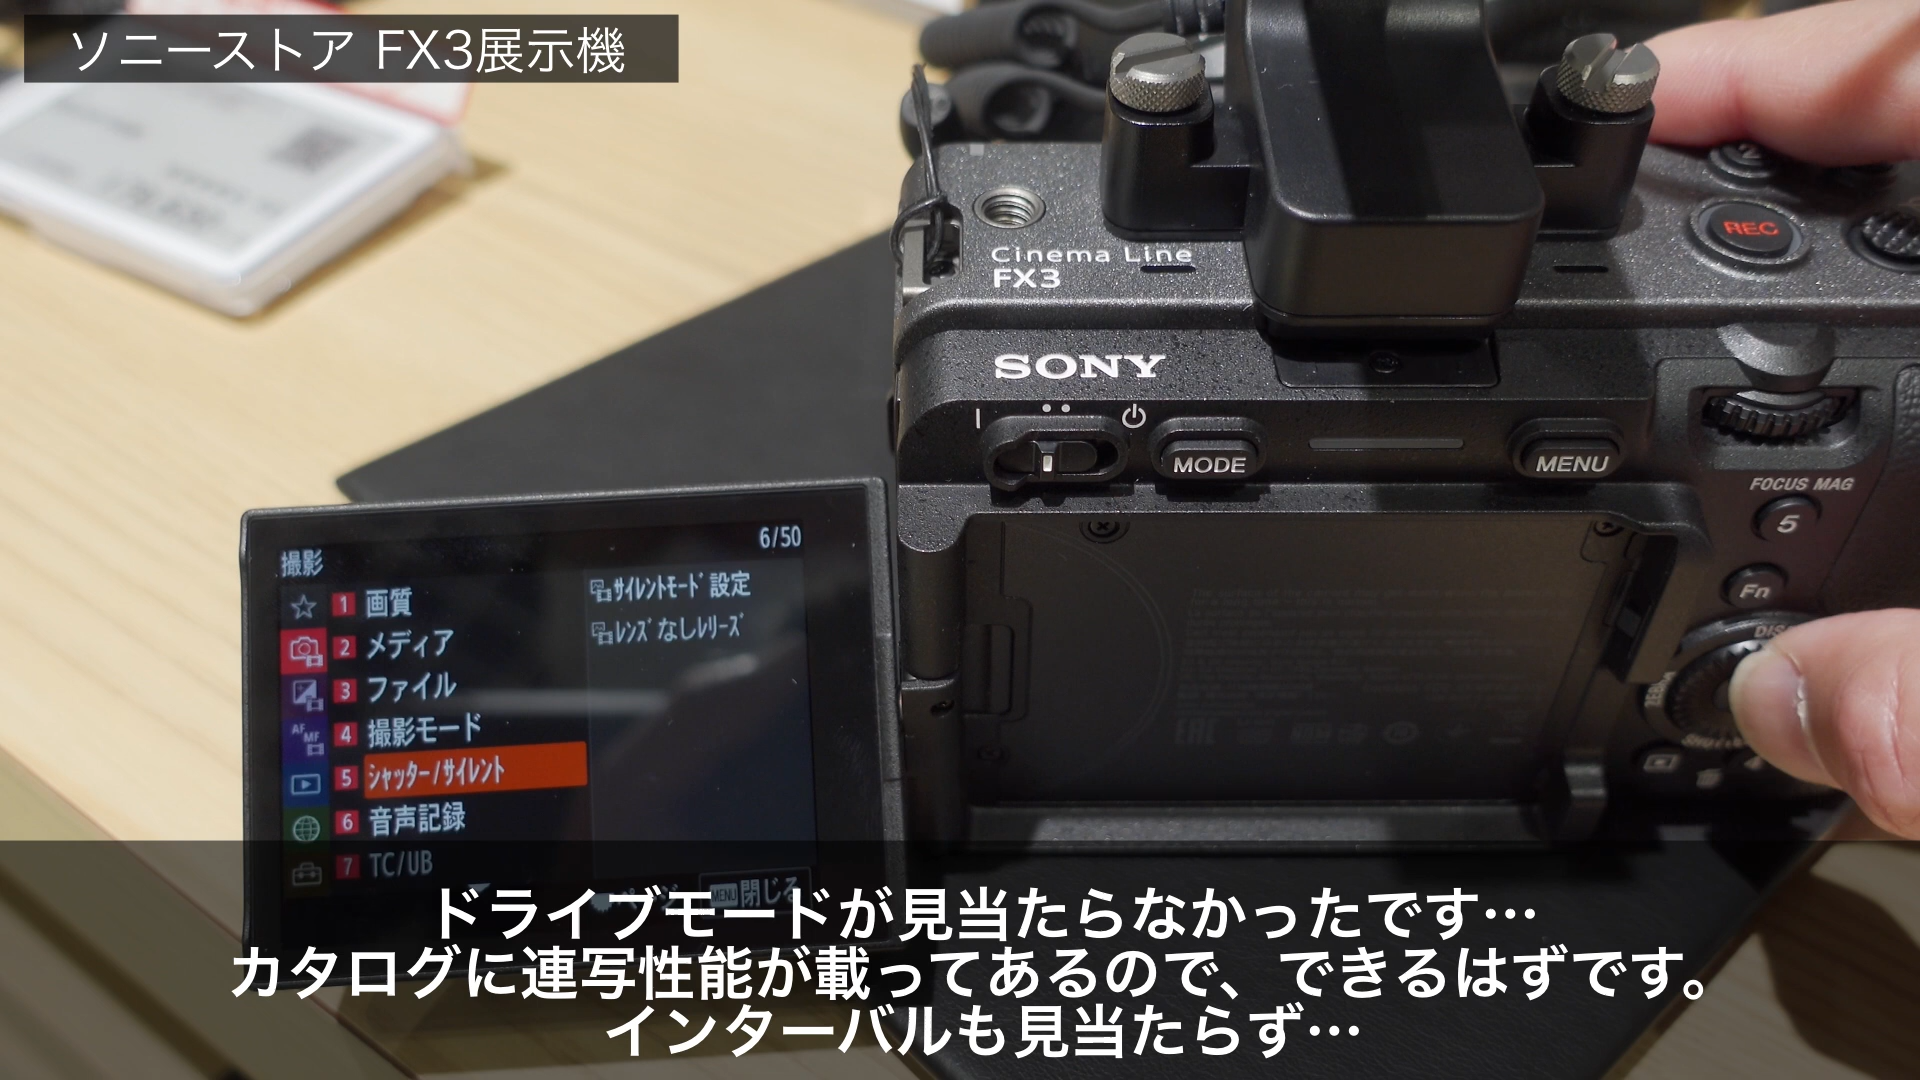 ソニーストア FX3展示機
Cinema Line
FX3
REC
SONY
MODE
MENU
FOCUS MAG
5
Fn
DISP
撮影
6/50
1 画質
2 メディア
3 ファイル
4 撮影モード
5 シャッター/サイレント
6 音声記録
7 TC/UB
AF
MF
サイレントモード設定
レンズなしレリーズ
MENU 閉じる
ドライブモードが見当たらなかったです…
カタログに連写性能が載ってあるので、できるはずです。
インターバルも見当たらず…